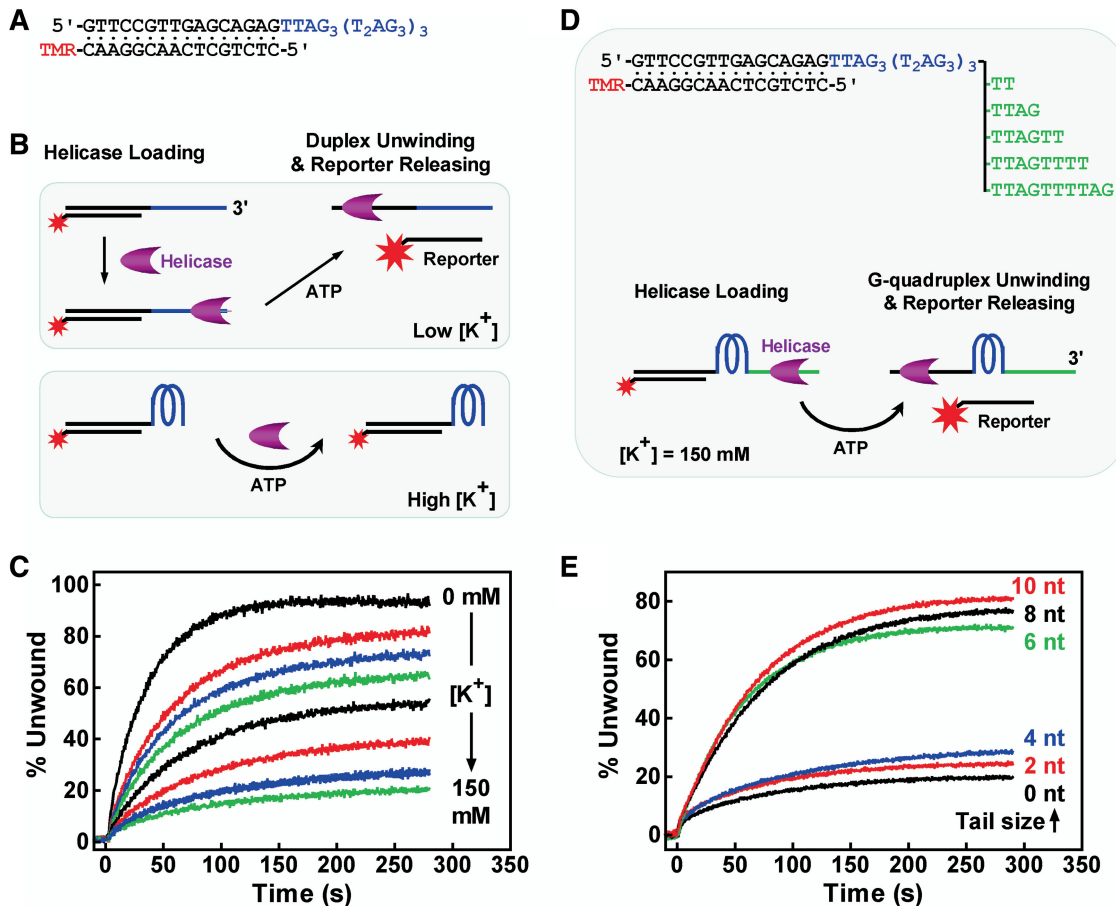 A
5'-GTTCCGTTGAGCAGAGTTAG3(T2AG3)3
TMR-CAAGGCAACTCGTCTC-5'
B
Helicase Loading
Duplex Unwinding
& Reporter Releasing
3'
Helicase
ATP
Reporter
Low [K+]
ATP
High [K+]
C
% Unwound
100
80
60
40
20
0
0 mM
[K+]
150
mM
0 50 100 150 200 250 300 350
Time (s)
D
5'-GTTCCGTTGAGCAGAGTTAG3(T2AG3)3
TMR-CAAGGCAACTCGTCTC-5'
TT
TTAG
TTAGTT
TTAGTTTT
TTAGTTTTAG
Helicase Loading
G-quadruplex Unwinding
& Reporter Releasing
Helicase
3'
Reporter
ATP
[K+] = 150 mM
E
% Unwound
80
60
40
20
0
10 nt
8 nt
6 nt
4 nt
2 nt
0 nt
Tail size
0 50 100 150 200 250 300 350
Time (s)